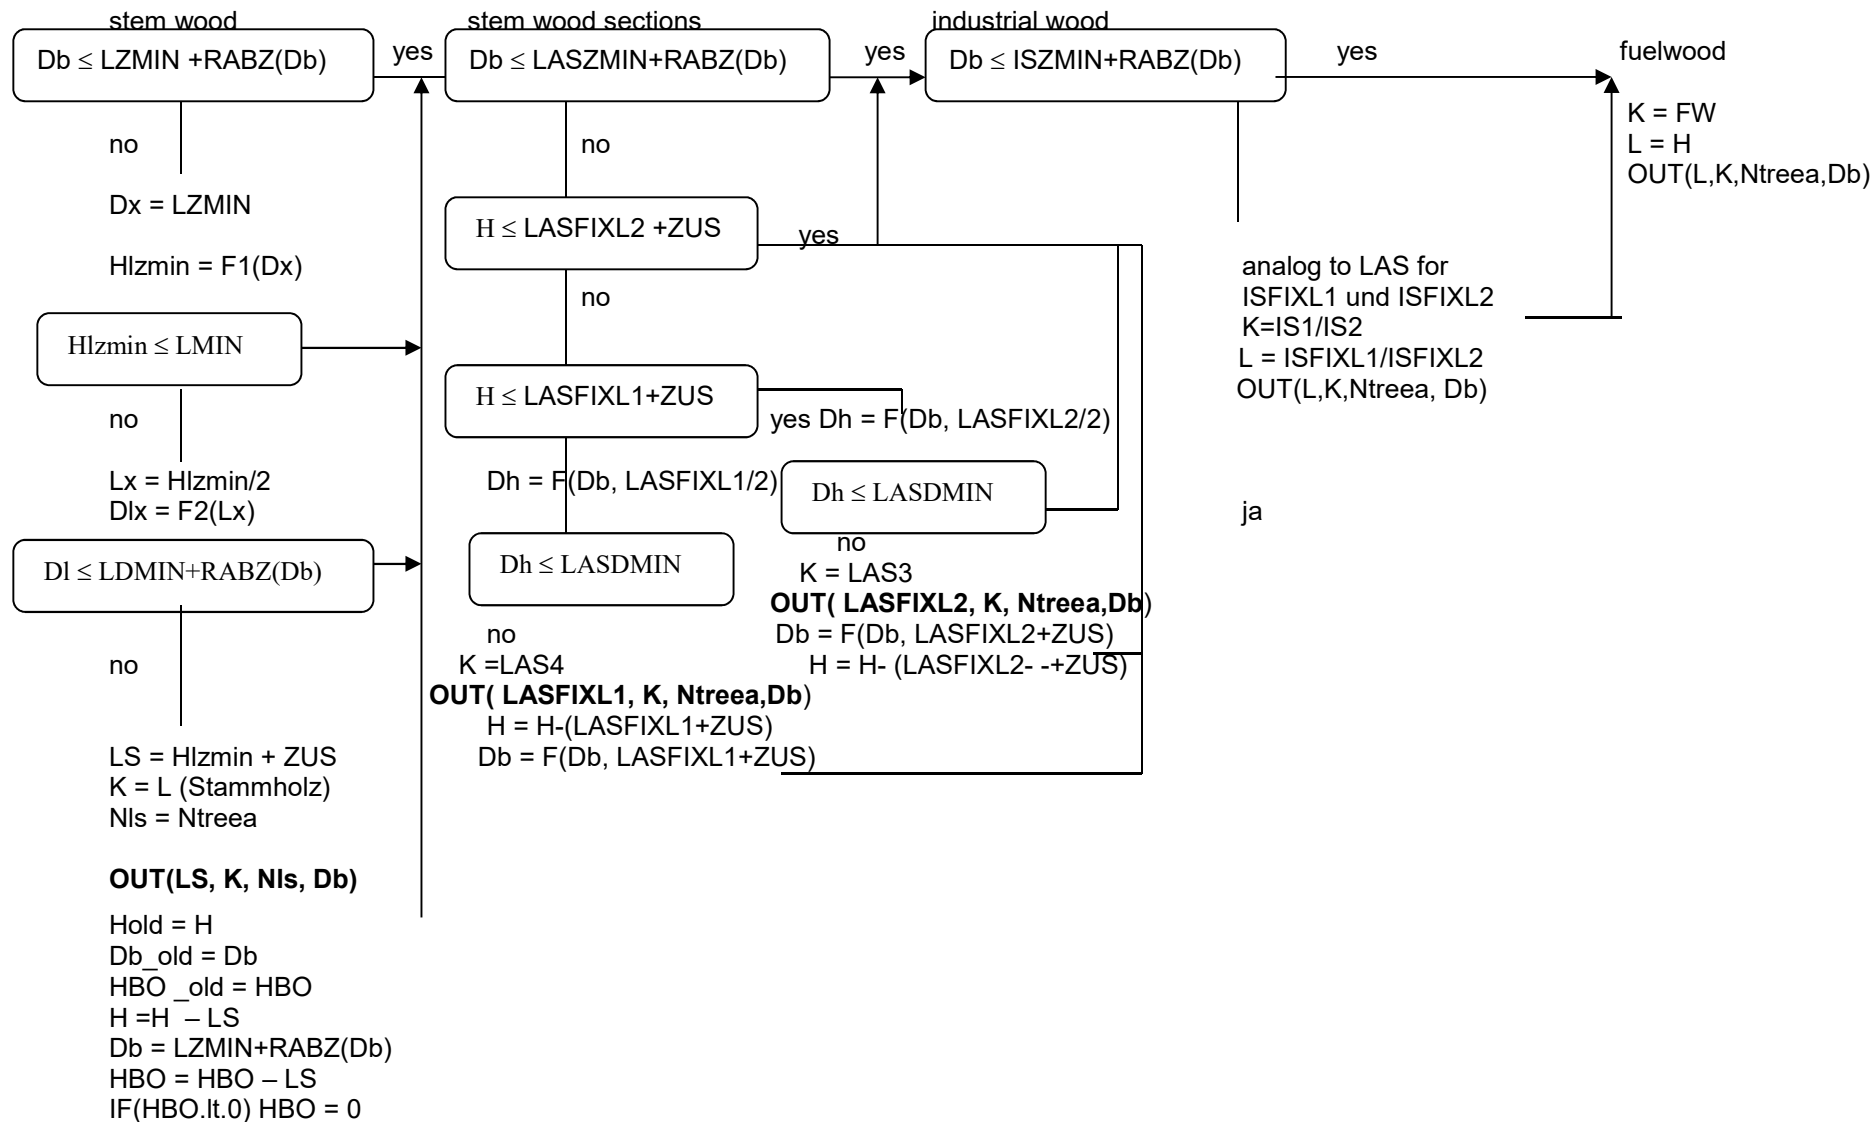 stem wood
Db ≤ LZMIN +RABZ(Db)
yes
no
Dx = LZMIN
Hlzmin = F1(Dx)
Hlzmin ≤ LMIN
no
Lx = Hlzmin/2
Dlx = F2(Lx)
Dl ≤ LDMIN+RABZ(Db)
no
LS = Hlzmin + ZUS
K = L (Stammholz)
Nls = Ntreea
OUT(LS, K, Nls, Db)
Hold = H
Db_old = Db
HBO _old = HBO
H =H – LS
Db = LZMIN+RABZ(Db)
HBO = HBO – LS
IF(HBO.lt.0) HBO = 0
stem wood sections
Db ≤ LASZMIN+RABZ(Db)
yes
no
H ≤ LASFIXL2 +ZUS
yes
no
H ≤ LASFIXL1+ZUS
yes Dh = F(Db, LASFIXL2/2)
Dh = F(Db, LASFIXL1/2)
Dh ≤ LASDMIN
no
K = LAS3
OUT( LASFIXL2, K, Ntreea,Db)
Db = F(Db, LASFIXL2+ZUS)
H = H- (LASFIXL2- -+ZUS)
Dh ≤ LASDMIN
no
K =LAS4
OUT( LASFIXL1, K, Ntreea,Db)
H = H-(LASFIXL1+ZUS)
Db = F(Db, LASFIXL1+ZUS)
industrial wood
Db ≤ ISZMIN+RABZ(Db)
yes
analog to LAS for
ISFIXL1 und ISFIXL2
K=IS1/IS2
L = ISFIXL1/ISFIXL2
OUT(L,K,Ntreea, Db)
ja
fuelwood
K = FW
L = H
OUT(L,K,Ntreea,Db)